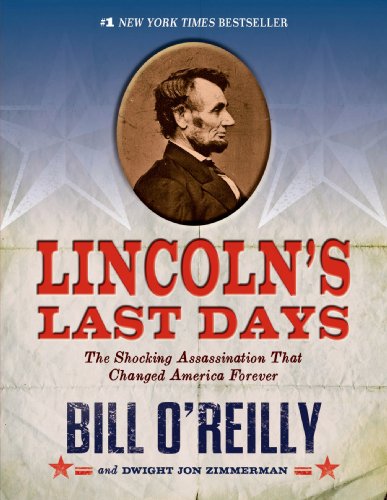 #1 NEW YORK TIMES BESTSELLER
LINCOLN'S
LAST DAYS
The Shocking Assassination That
Changed America Forever
BILL O'REILLY
and DWIGHT JON ZIMMERMAN